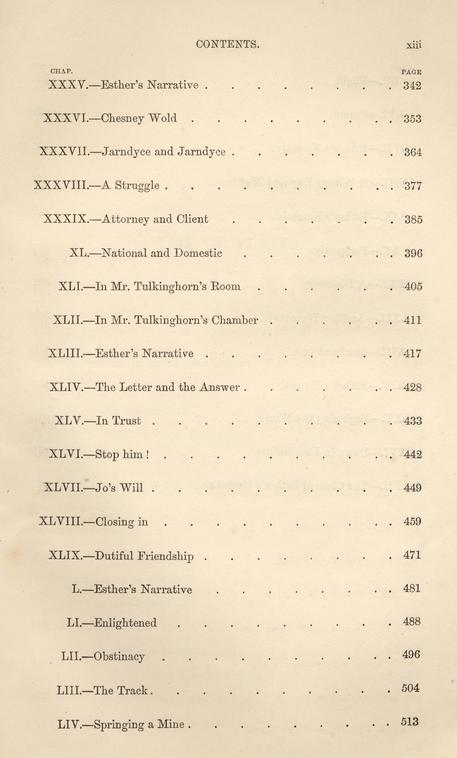 CONTENTS. xiii
CHAP. PAGE
XXXV.—Esther's Narrative . . . . . . . . 342
XXXVI.—Chesney Wold . . . . . . . . 353
XXXVII.—Jarndyce and Jarndyce . . . . . . . 364
XXXVIII.—A Struggle . . . . . . . . . 377
XXXIX.—Attorney and Client . . . . . . . 385
XL.—National and Domestic . . . . . . 396
XLI.—In Mr. Tulkinghorn's Room . . . . . . 405
XLII.—In Mr. Tulkinghorn's Chamber . . . . . . 411
XLIII.—Esther's Narrative . . . . . . . . 417
XLIV.—The Letter and the Answer . . . . . . 428
XLV.—In Trust . . . . . . . . . . 433
XLVI.—Stop him! . . . . . . . . . 442
XLVII.—Jo's Will . . . . . . . . . . 449
XLVIII.—Closing in . . . . . . . . . 459
XLIX.—Dutiful Friendship . . . . . . . . 471
L.—Esther's Narrative . . . . . . . 481
LI.—Enlightened . . . . . . . . 488
LII.—Obstinacy . . . . . . . . . 496
LIII.—The Track . . . . . . . . . 504
LIV.—Springing a Mine . . . . . . . . 513